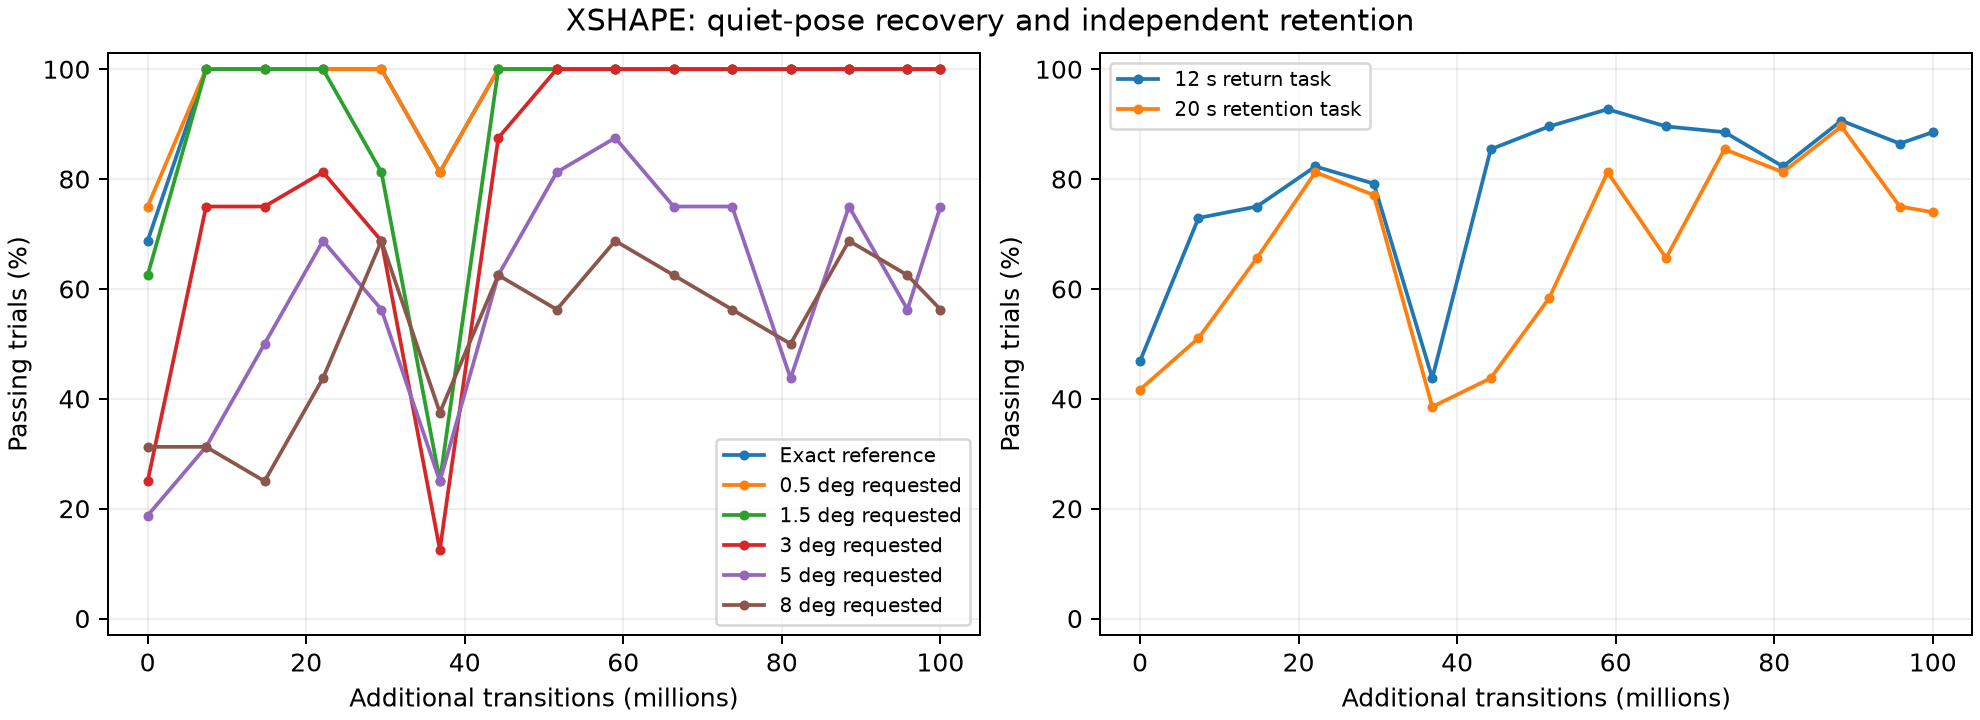 XSHAPE: quiet-pose recovery and independent retention
Passing trials (%)
100
80
60
40
20
0
Exact reference
0.5 deg requested
1.5 deg requested
3 deg requested
5 deg requested
8 deg requested
0 20 40 60 80 100
Additional transitions (millions)
Passing trials (%)
100
80
60
40
20
0
12 s return task
20 s retention task
0 20 40 60 80 100
Additional transitions (millions)